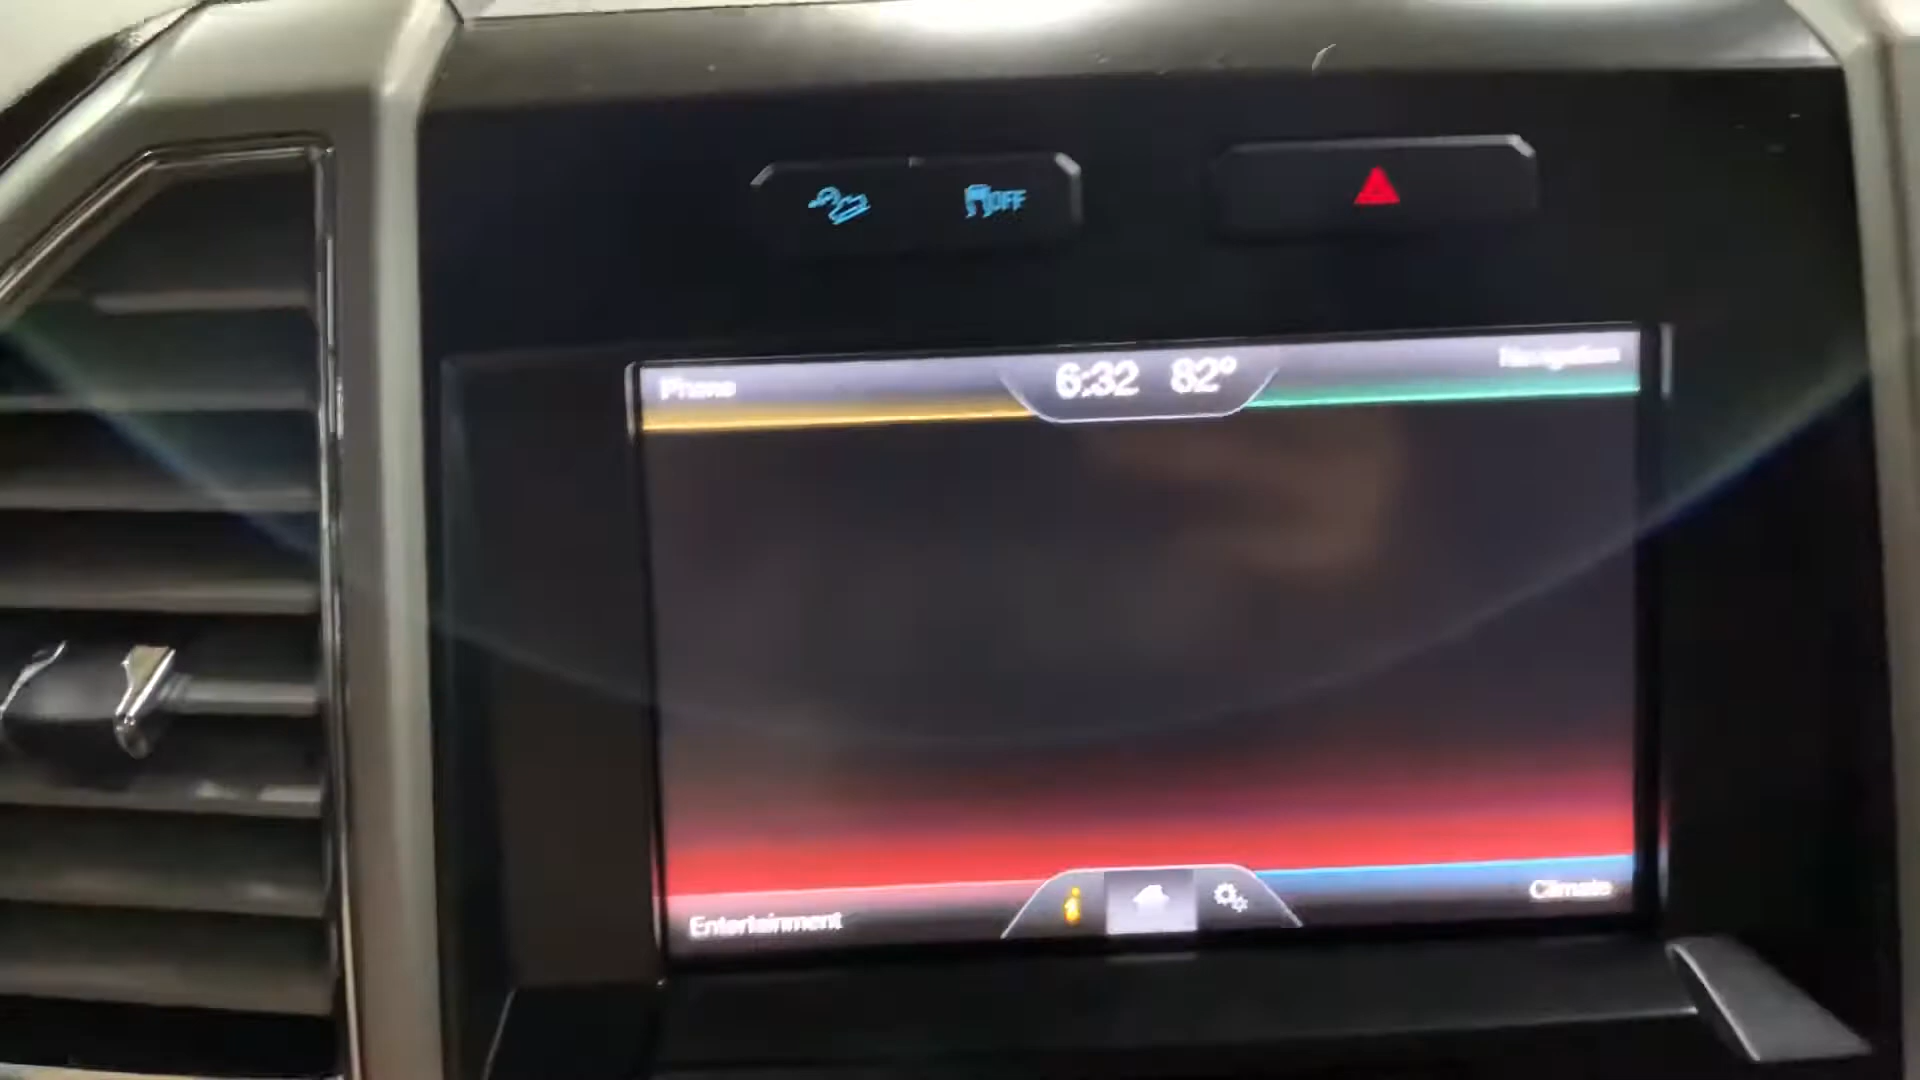 OFF
Phone
6:32 82°
Navigation
Entertainment
i
Climate